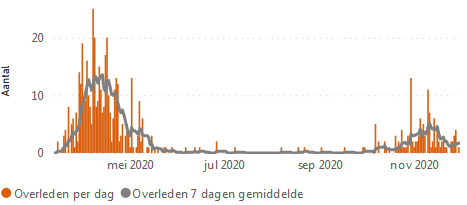 Aantal
20
10
0
mei 2020 jul 2020 sep 2020 nov 2020
Overleden per dag Overleden 7 dagen gemiddelde